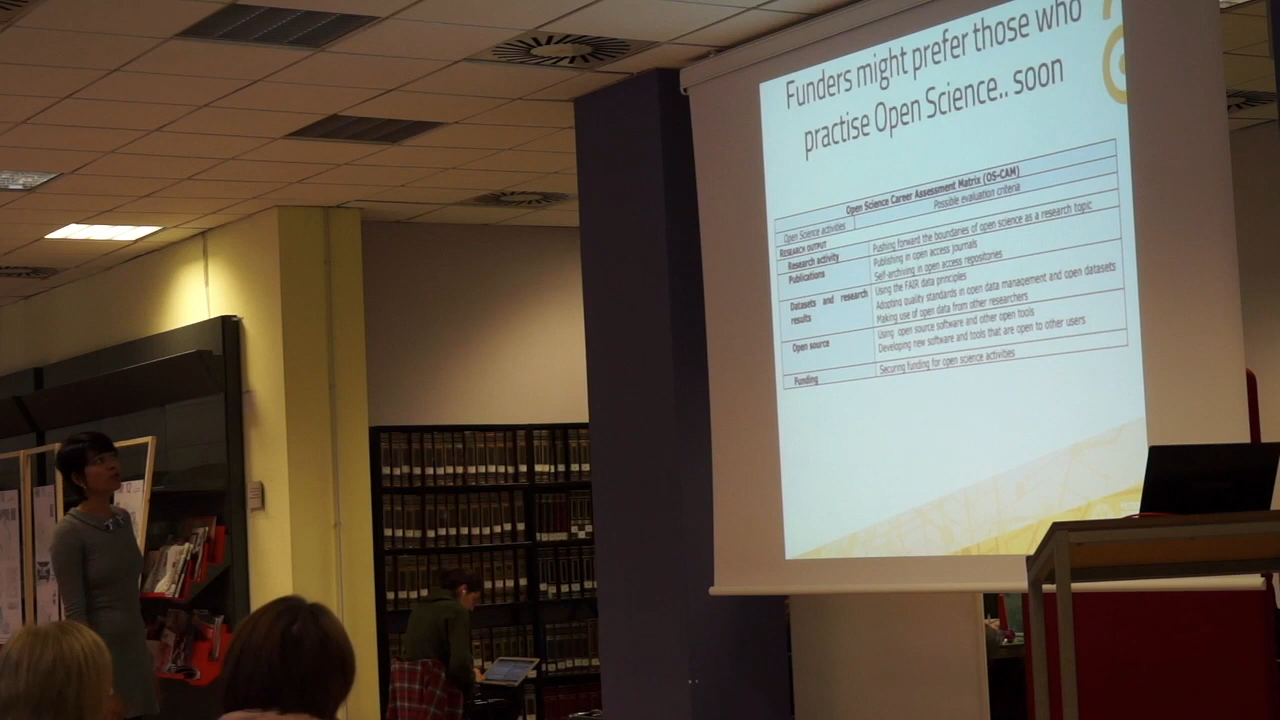 Funders might prefer those who
practise Open Science.. soon
Open Science Career Assessment Matrix (OS-CAM)
Open Science activities
Possible evaluation criteria
RESEARCH OUTPUT
Research activity
Pushing forward the boundaries of open science as a research topic
Publications
Publishing in open access journals
Self-archiving in open access repositories
Datasets and research
results
Using the FAIR data principles
Adopting quality standards in open data management and open datasets
Making use of open data from other researchers
Open source
Using open source software and other open tools
Developing new software and tools that are open to other users
Funding
Securing funding for open science activities